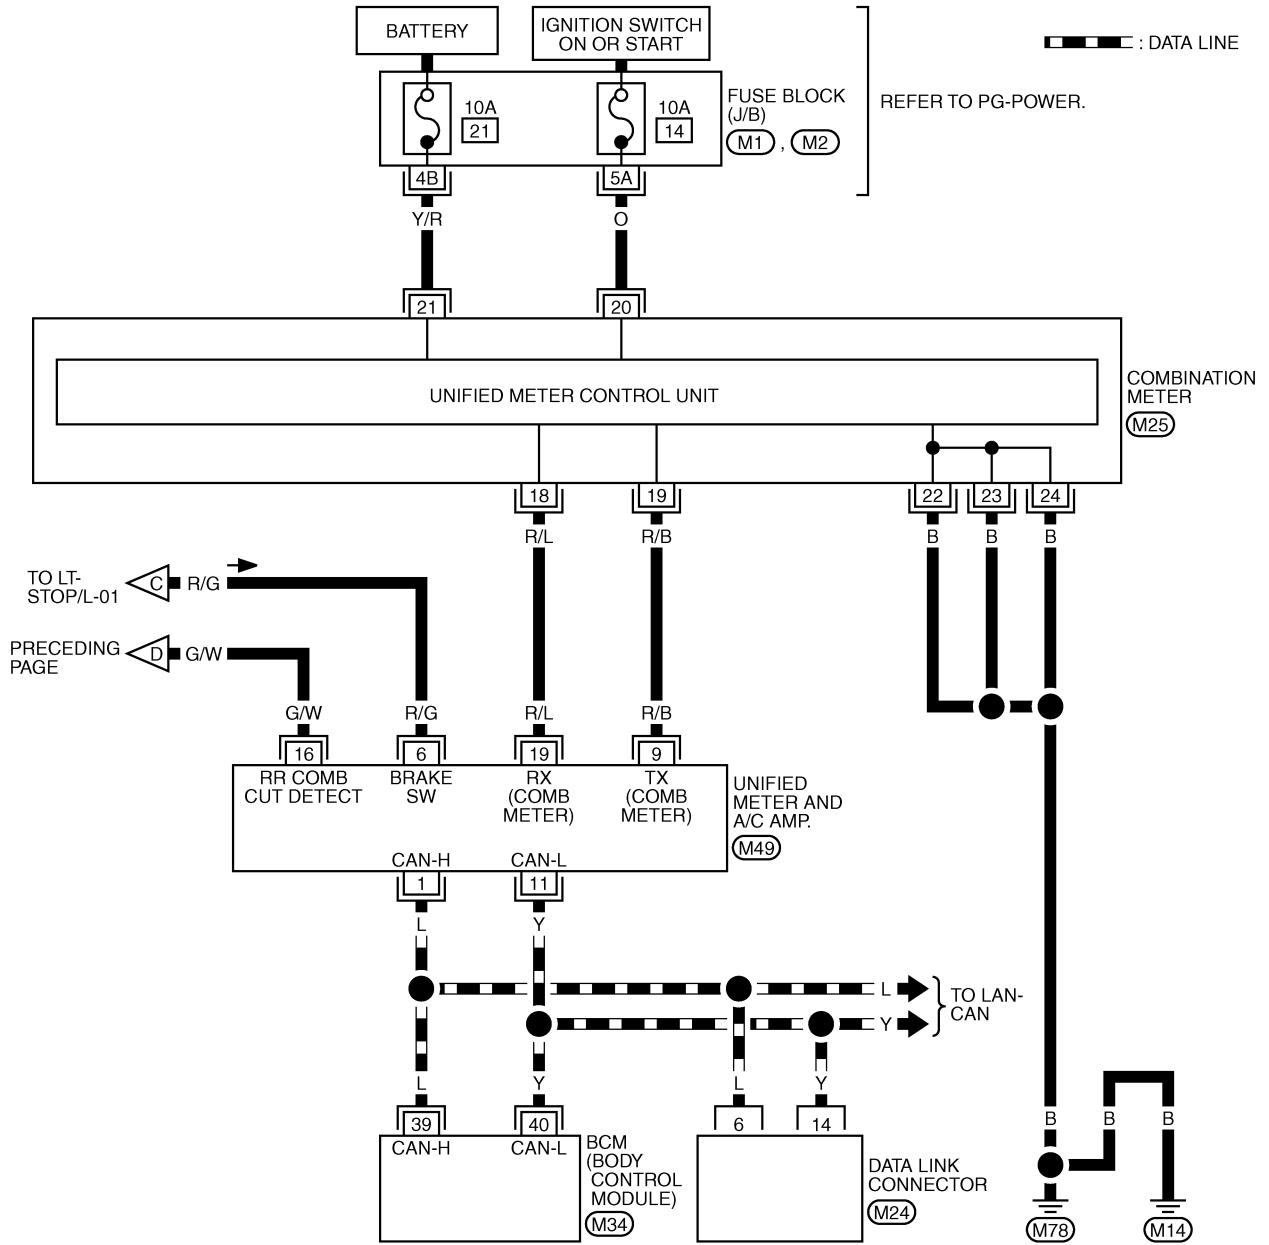 BATTERY
IGNITION SWITCH
ON OR START
: DATA LINE
10A
21
10A
14
FUSE BLOCK
(J/B)
M1 , M2
REFER TO PG-POWER.
4B
5A
Y/R
O
21
20
UNIFIED METER CONTROL UNIT
COMBINATION
METER
M25
18
19
22
23
24
R/L
R/B
B
B
B
TO LT-
STOP/L-01
C
R/G
PRECEDING
PAGE
D
G/W
G/W
R/G
R/L
R/B
16
6
19
9
RR COMB
CUT DETECT
BRAKE
SW
RX
(COMB
METER)
TX
(COMB
METER)
UNIFIED
METER AND
A/C AMP.
M49
CAN-H
CAN-L
1
11
L
Y
L
Y
TO LAN-
CAN
L
Y
L
Y
39
40
6
14
CAN-H
CAN-L
BCM
(BODY
CONTROL
MODULE)
M34
DATA LINK
CONNECTOR
M24
B
B
B
M78
M14